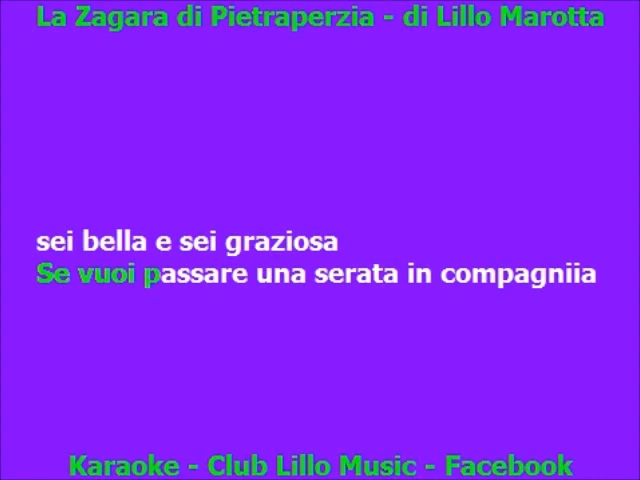 La Zagara di Pietraperzia - di Lillo Marotta
sei bella e sei graziosa
Se vuoi passare una serata in compagniia
Karaoke - Club Lillo Music - Facebook